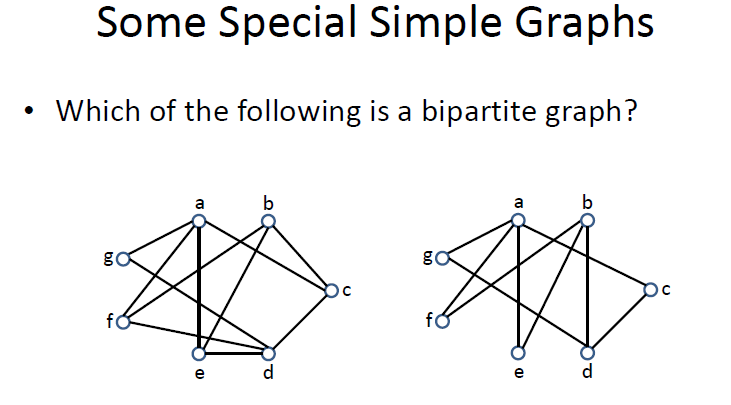 Some Special Simple Graphs
• Which of the following is a bipartite graph?
a b a b
g g
c c
f f
e d e d